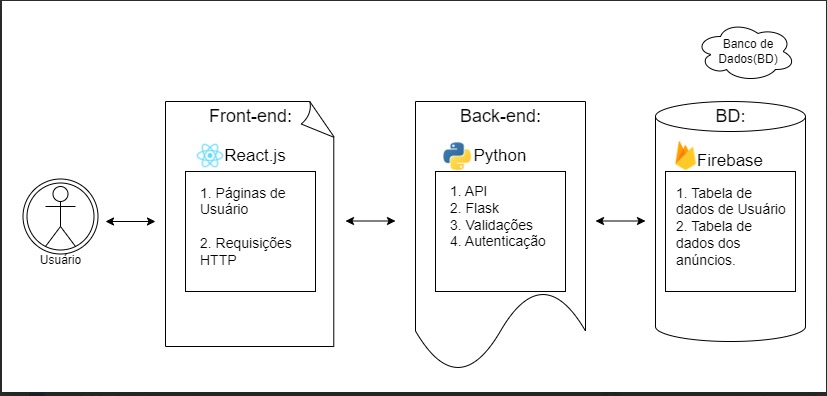 Banco de
Dados(BD)
Front-end:
React.js
1. Páginas de
Usuário
2. Requisições
HTTP
Back-end:
Python
1. API
2. Flask
3. Validações
4. Autenticação
BD:
Firebase
1. Tabela de
dados de Usuário
2. Tabela de
dados dos
anúncios.
Usuário